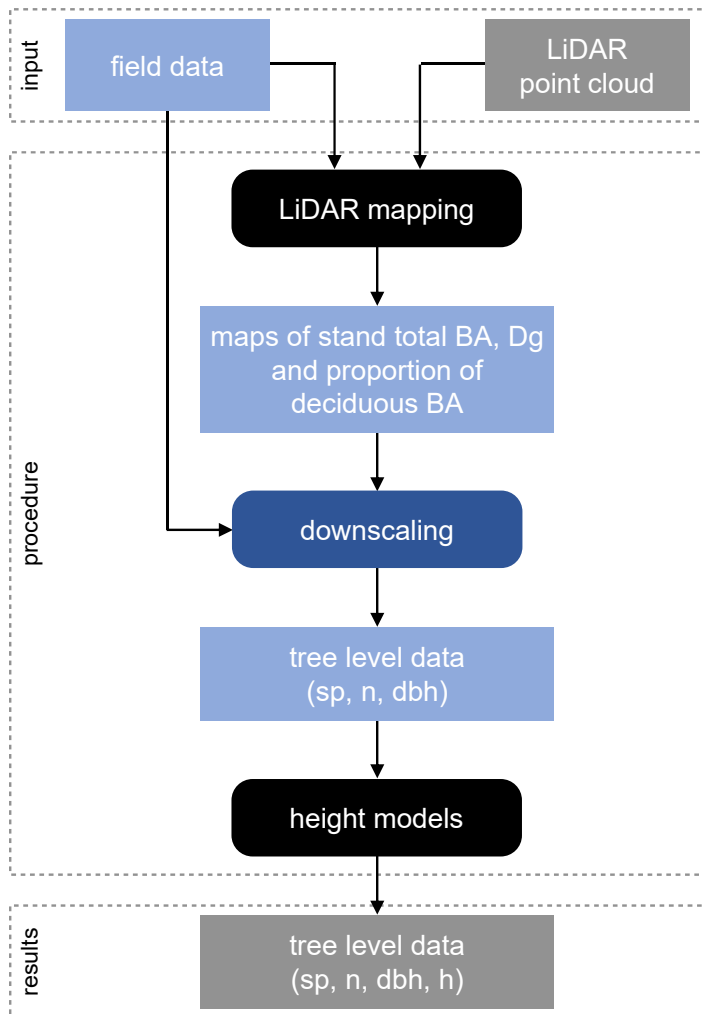 input
field data
LiDAR
point cloud
procedure
LiDAR mapping
maps of stand total BA, Dg
and proportion of
deciduous BA
downscaling
tree level data
(sp, n, dbh)
height models
results
tree level data
(sp, n, dbh, h)